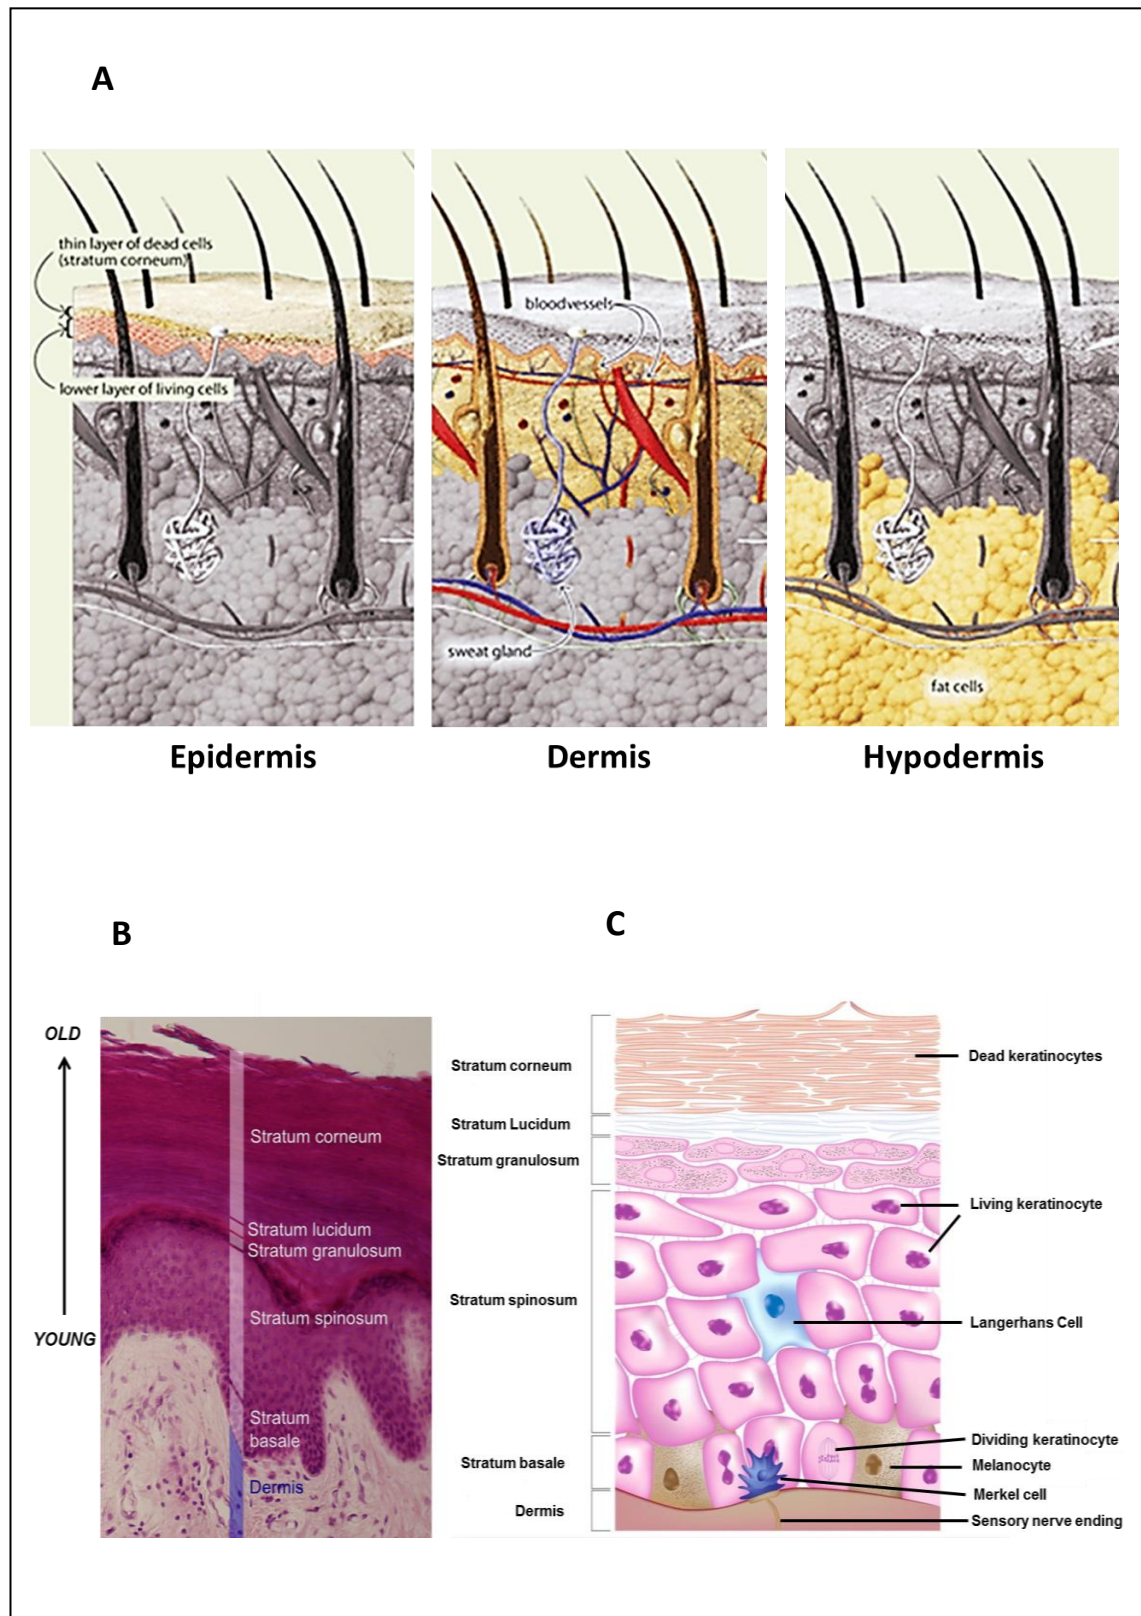 A
thin layer of dead cells
(stratum corneum)
lower layer of living cells
blood vessels
sweat gland
fat cells
Epidermis
Dermis
Hypodermis
B
OLD
YOUNG
Stratum corneum
Stratum lucidum
Stratum granulosum
Stratum spinosum
Stratum
basale
Dermis
C
Stratum corneum
Stratum Lucidum
Stratum granulosum
Stratum spinosum
Stratum basale
Dermis
Dead keratinocytes
Living keratinocyte
Langerhans Cell
Dividing keratinocyte
Melanocyte
Merkel cell
Sensory nerve ending